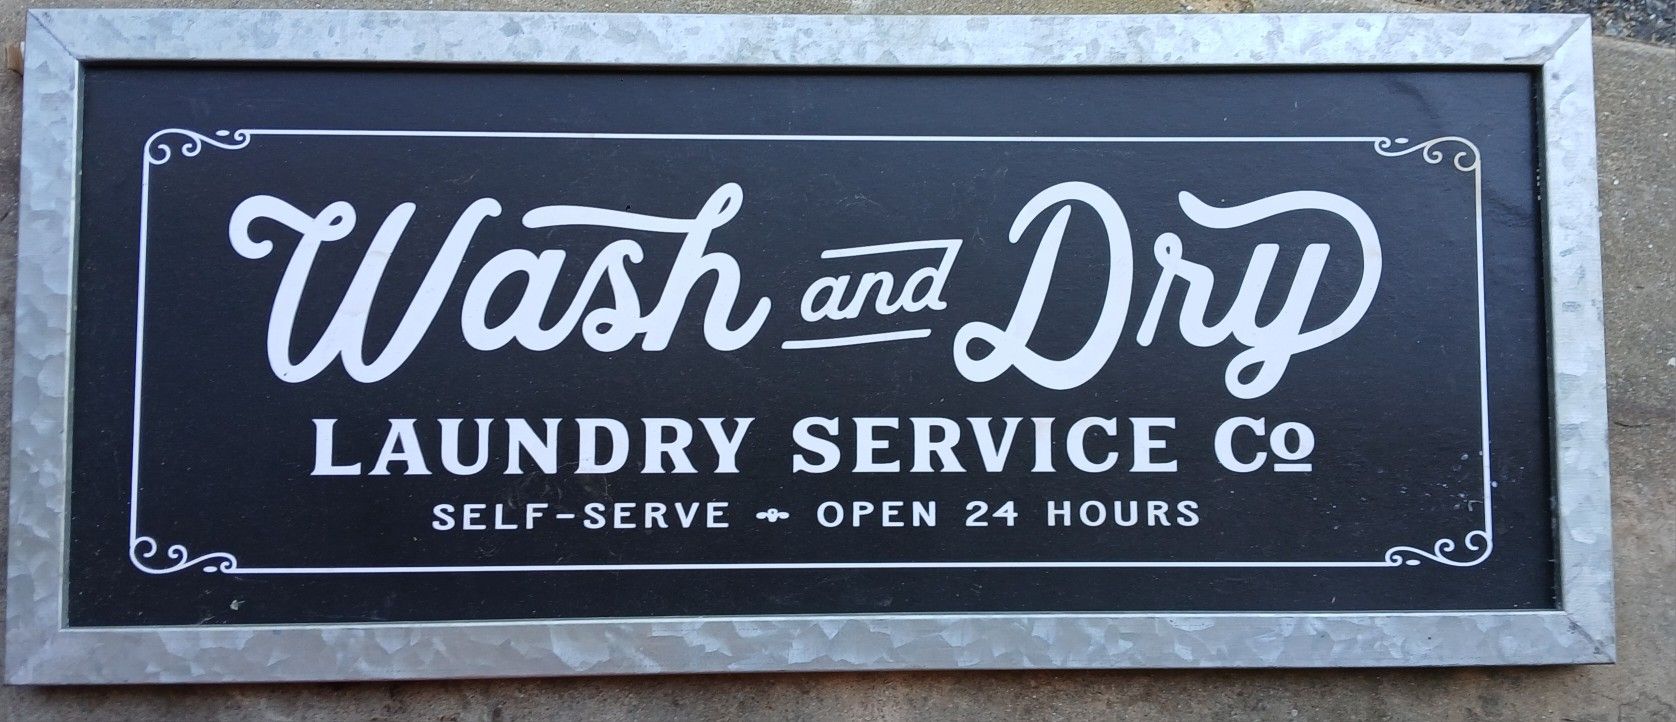 Wash and Dry
LAUNDRY SERVICE Co
SELF-SERVE OPEN 24 HOURS